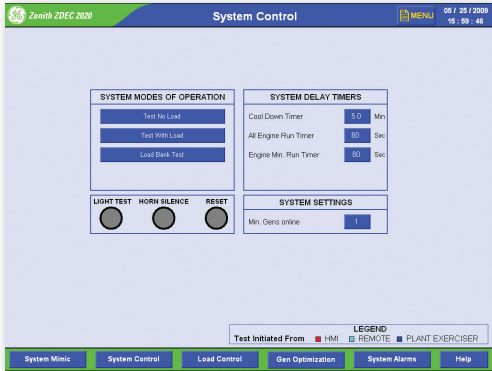 Zenith ZDEC 2020
System Control
MENU
05 / 25 / 2009
15 : 59 : 46
SYSTEM MODES OF OPERATION
Test No Load
Test With Load
Load Bank Test
SYSTEM DELAY TIMERS
Cool Down Timer 5.0 Min
All Engine Run Timer 60 Sec
Engine Min. Run Timer 60 Sec
LIGHT TEST HORN SILENCE RESET
SYSTEM SETTINGS
Min. Gens online 1
LEGEND
Test Initiated From HMI REMOTE PLANT EXERCISER
System Mimic System Control Load Control Gen Optimization System Alarms Help